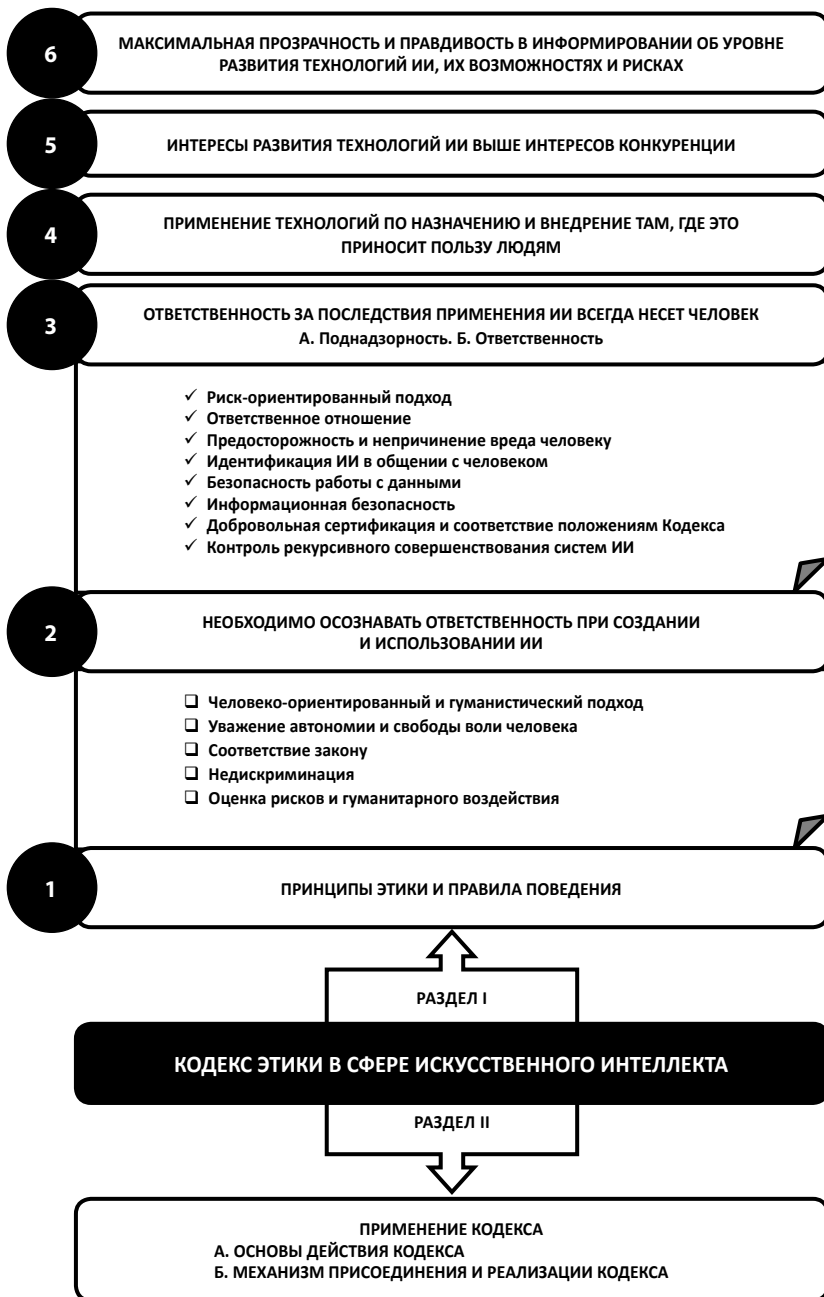 6
МАКСИМАЛЬНАЯ ПРОЗРАЧНОСТЬ И ПРАВДИВОСТЬ В ИНФОРМИРОВАНИИ ОБ УРОВНЕ
РАЗВИТИЯ ТЕХНОЛОГИЙ ИИ, ИХ ВОЗМОЖНОСТЯХ И РИСКАХ
5
ИНТЕРЕСЫ РАЗВИТИЯ ТЕХНОЛОГИЙ ИИ ВЫШЕ ИНТЕРЕСОВ КОНКУРЕНЦИИ
4
ПРИМЕНЕНИЕ ТЕХНОЛОГИЙ ПО НАЗНАЧЕНИЮ И ВНЕДРЕНИЕ ТАМ, ГДЕ ЭТО
ПРИНОСИТ ПОЛЬЗУ ЛЮДЯМ
3
ОТВЕТСТВЕННОСТЬ ЗА ПОСЛЕДСТВИЯ ПРИМЕНЕНИЯ ИИ ВСЕГДА НЕСЕТ ЧЕЛОВЕК
А. Поднадзорность. Б. Ответственность
✓ Риск-ориентированный подход
✓ Ответственное отношение
✓ Предосторожность и непричинение вреда человеку
✓ Идентификация ИИ в общении с человеком
✓ Безопасность работы с данными
✓ Информационная безопасность
✓ Добровольная сертификация и соответствие положениям Кодекса
✓ Контроль рекурсивного совершенствования систем ИИ
2
НЕОБХОДИМО ОСОЗНАВАТЬ ОТВЕТСТВЕННОСТЬ ПРИ СОЗДАНИИ
И ИСПОЛЬЗОВАНИИ ИИ
❑ Человеко-ориентированный и гуманистический подход
❑ Уважение автономии и свободы воли человека
❑ Соответствие закону
❑ Недискриминация
❑ Оценка рисков и гуманитарного воздействия
1
ПРИНЦИПЫ ЭТИКИ И ПРАВИЛА ПОВЕДЕНИЯ
РАЗДЕЛ I
КОДЕКС ЭТИКИ В СФЕРЕ ИСКУССТВЕННОГО ИНТЕЛЛЕКТА
РАЗДЕЛ II
ПРИМЕНЕНИЕ КОДЕКСА
А. ОСНОВЫ ДЕЙСТВИЯ КОДЕКСА
Б. МЕХАНИЗМ ПРИСОЕДИНЕНИЯ И РЕАЛИЗАЦИИ КОДЕКСА